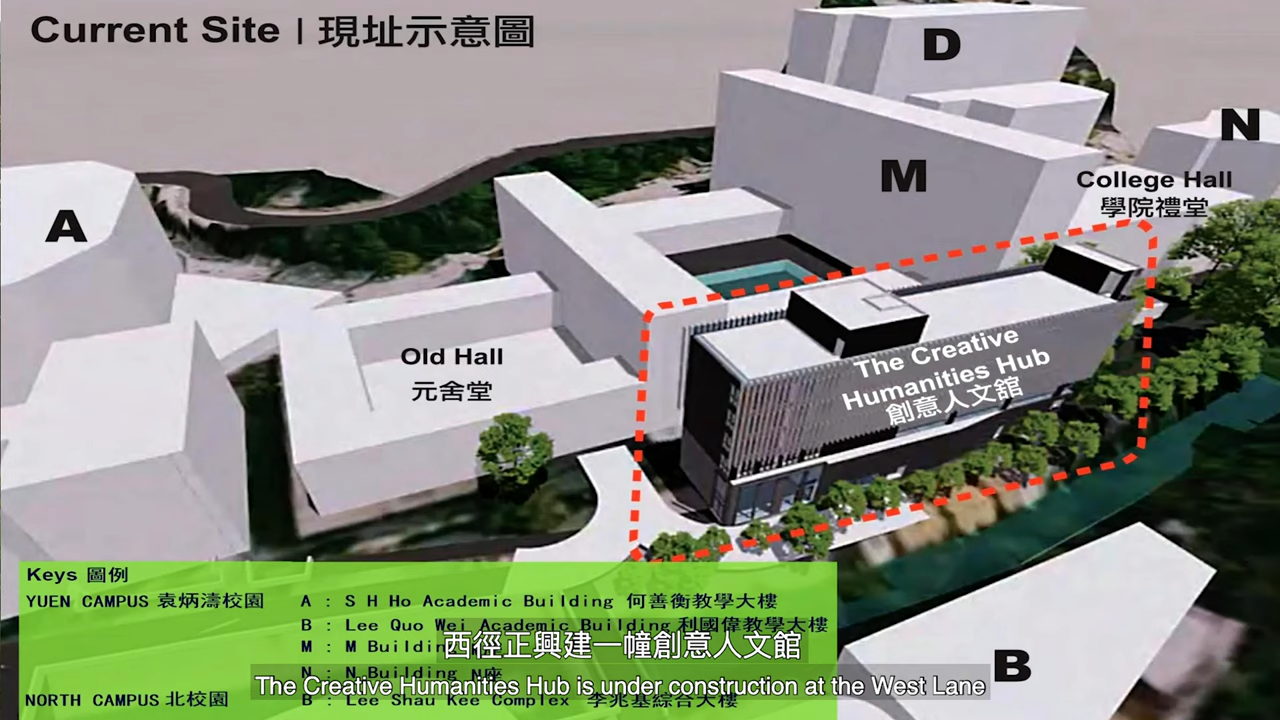 Current Site | 現址示意圖
D
N
M
A
College Hall
學院禮堂
The Creative
Humanities Hub
創意人文舘
Old Hall
元舍堂
B
Keys 圖例
YUEN CAMPUS 袁炳濤校園 A : S H Ho Academic Building 何善衡教學大樓
B : Lee Quo Wei Academic Building 利國偉教學大樓
M : M Buildin
N : N Building N座
NORTH CAMPUS 北校園 B : Lee Shau Kee Complex 李兆基綜合大樓
西徑正興建一幢創意人文館
The Creative Humanities Hub is under construction at the West Lane